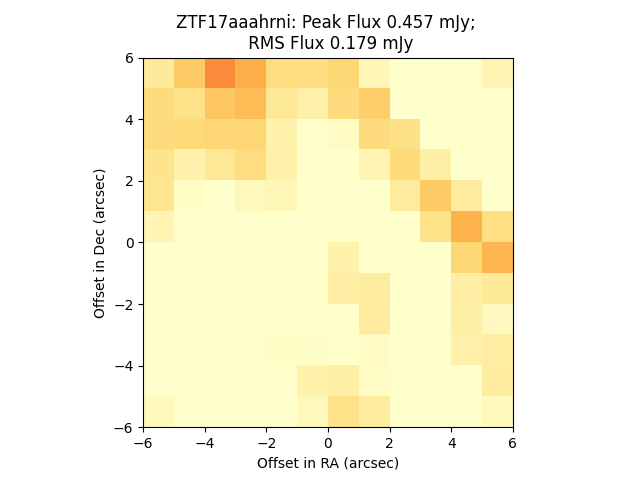 ZTF17aaahrni: Peak Flux 0.457 mJy;
RMS Flux 0.179 mJy
6
4
2
0
−2
−4
−6
Offset in Dec (arcsec)
−6 −4 −2 0 2 4 6
Offset in RA (arcsec)